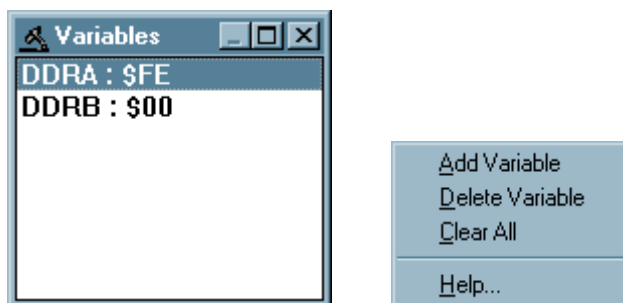 Variables
DDRA : $FE
DDRB : $00
Add Variable
Delete Variable
Clear All
Help...